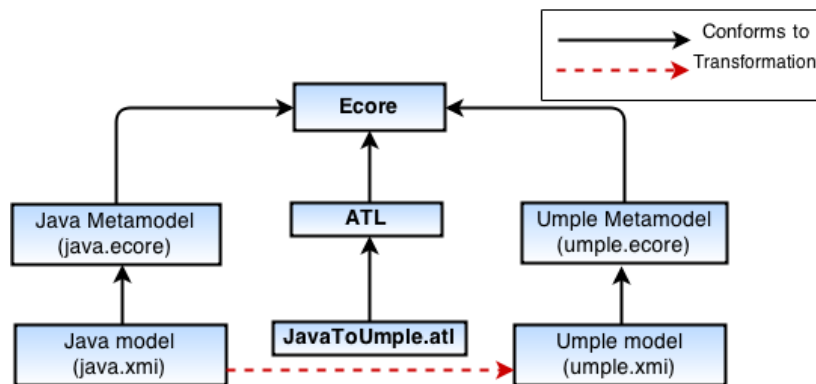 Conforms to
Transformation
Ecore
Java Metamodel
(java.ecore)
ATL
Umple Metamodel
(umple.ecore)
Java model
(java.xmi)
JavaToUmple.atl
Umple model
(umple.xmi)